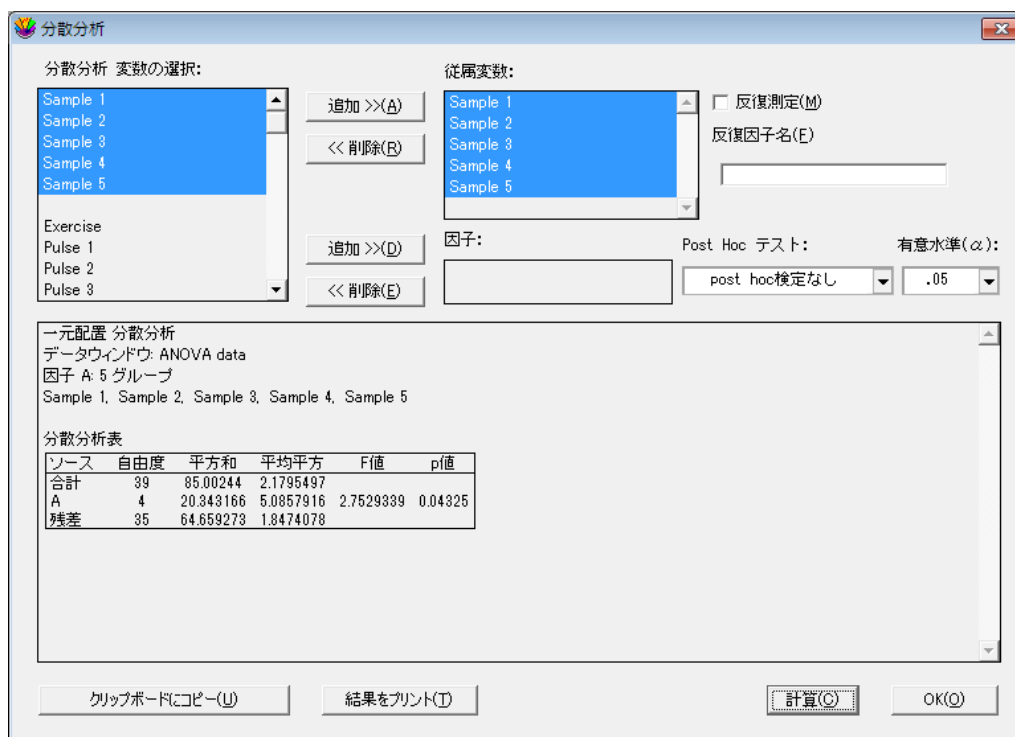 分散分析
分散分析 変数の選択:
Sample 1
Sample 2
Sample 3
Sample 4
Sample 5
Exercise
Pulse 1
Pulse 2
Pulse 3
追加 >>(A)
<< 削除(R)
追加 >>(D)
<< 削除(E)
従属変数:
Sample 1
Sample 2
Sample 3
Sample 4
Sample 5
因子:
反復測定(M)
反復因子名(F)
Post Hoc テスト:
post hoc検定なし
有意水準(α):
.05
一元配置 分散分析
データウィンドウ: ANOVA data
因子 A: 5 グループ
Sample 1, Sample 2, Sample 3, Sample 4, Sample 5
分散分析表
ソース 自由度 平方和 平均平方 F値 p値
合計 39 85.00244 2.1795497
A 4 20.343166 5.0857916 2.7529339 0.04325
残差 35 64.659273 1.8474078
クリップボードにコピー(U)
結果をプリント(T)
計算(C)
OK(O)